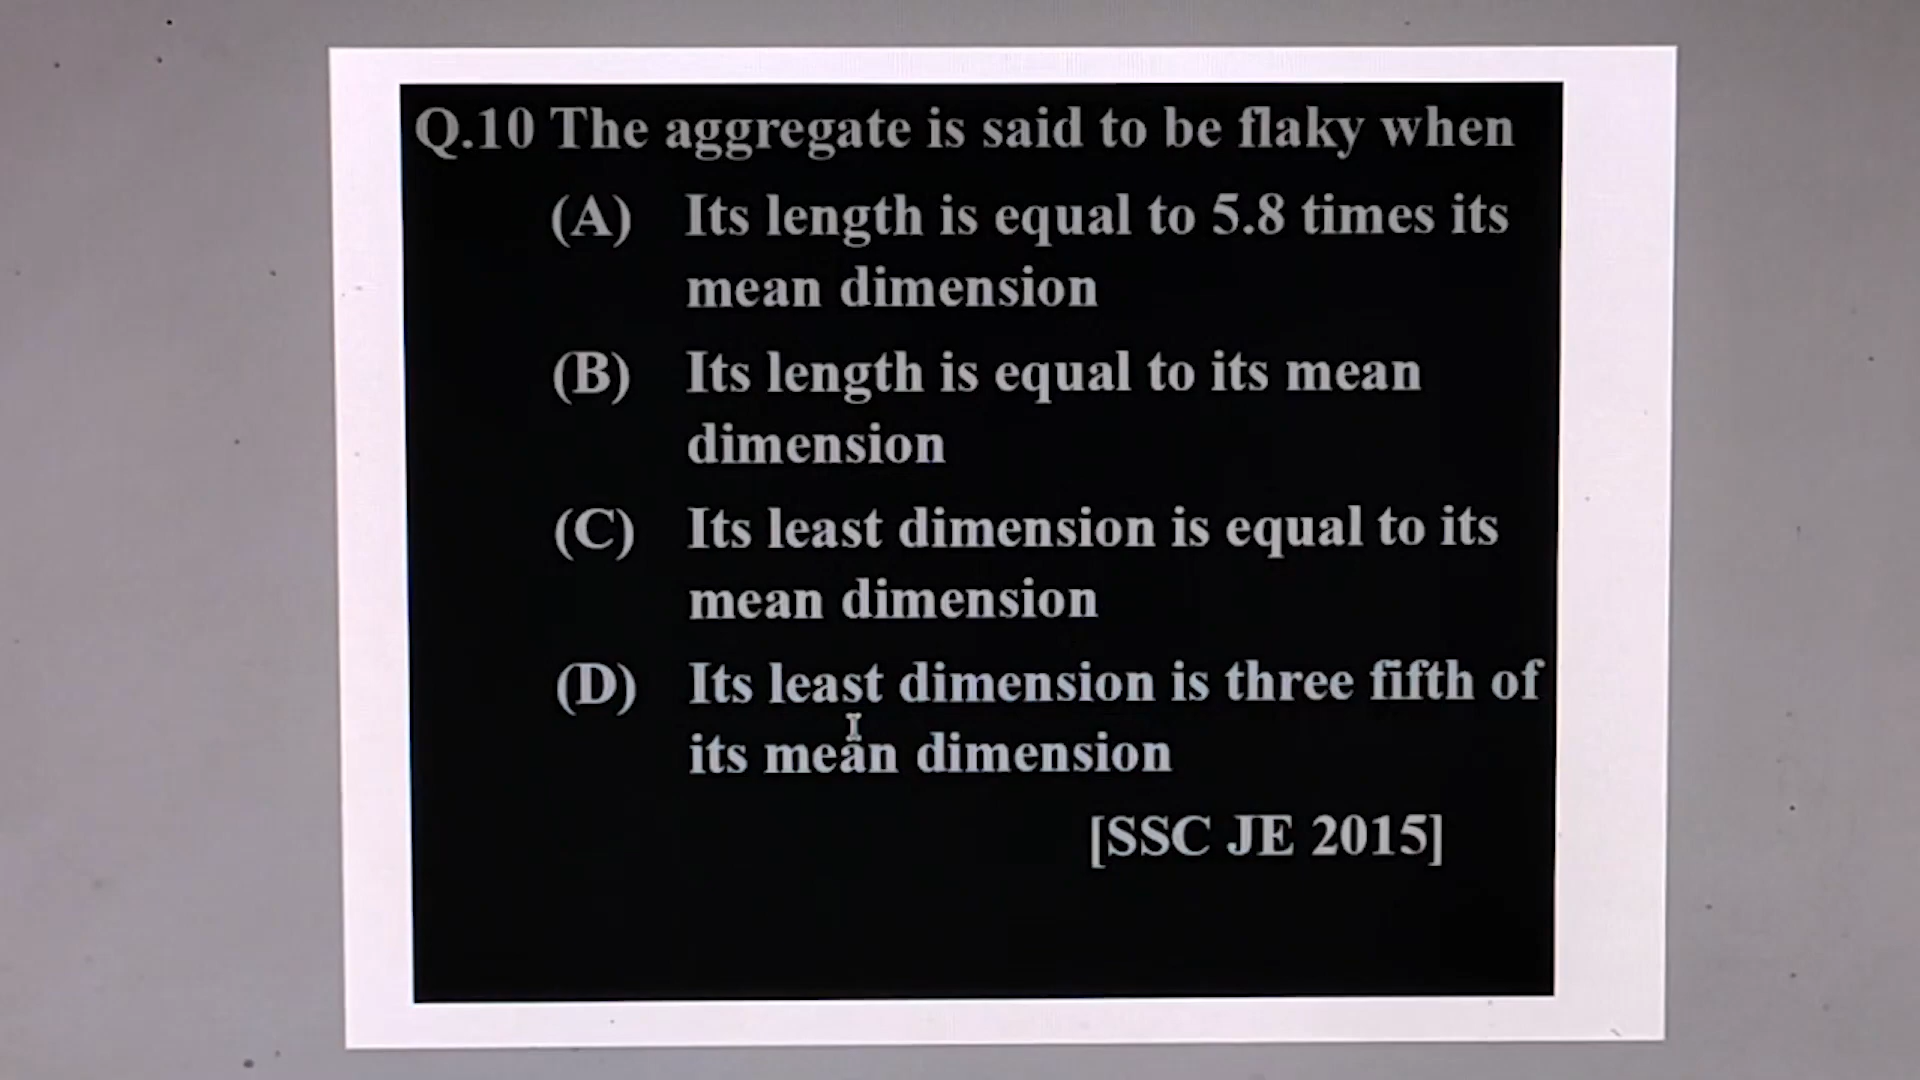 Q.10 The aggregate is said to be flaky when
(A) Its length is equal to 5.8 times its
mean dimension
(B) Its length is equal to its mean
dimension
(C) Its least dimension is equal to its
mean dimension
(D) Its least dimension is three fifth of
its mean dimension
[SSC JE 2015]